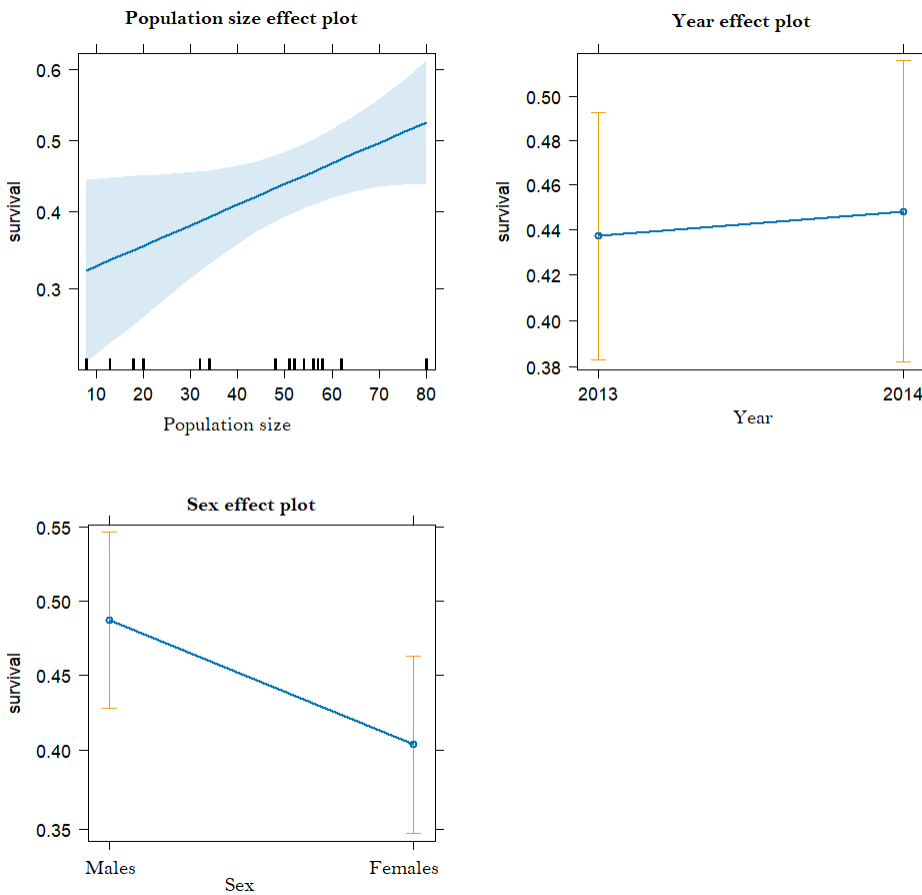 Population size effect plot
0.6
0.5
0.4
0.3
survival
10 20 30 40 50 60 70 80
Population size
Year effect plot
0.50
0.48
0.46
0.44
0.42
0.40
0.38
survival
2013 2014
Year
Sex effect plot
0.55
0.50
0.45
0.40
0.35
survival
Males Females
Sex